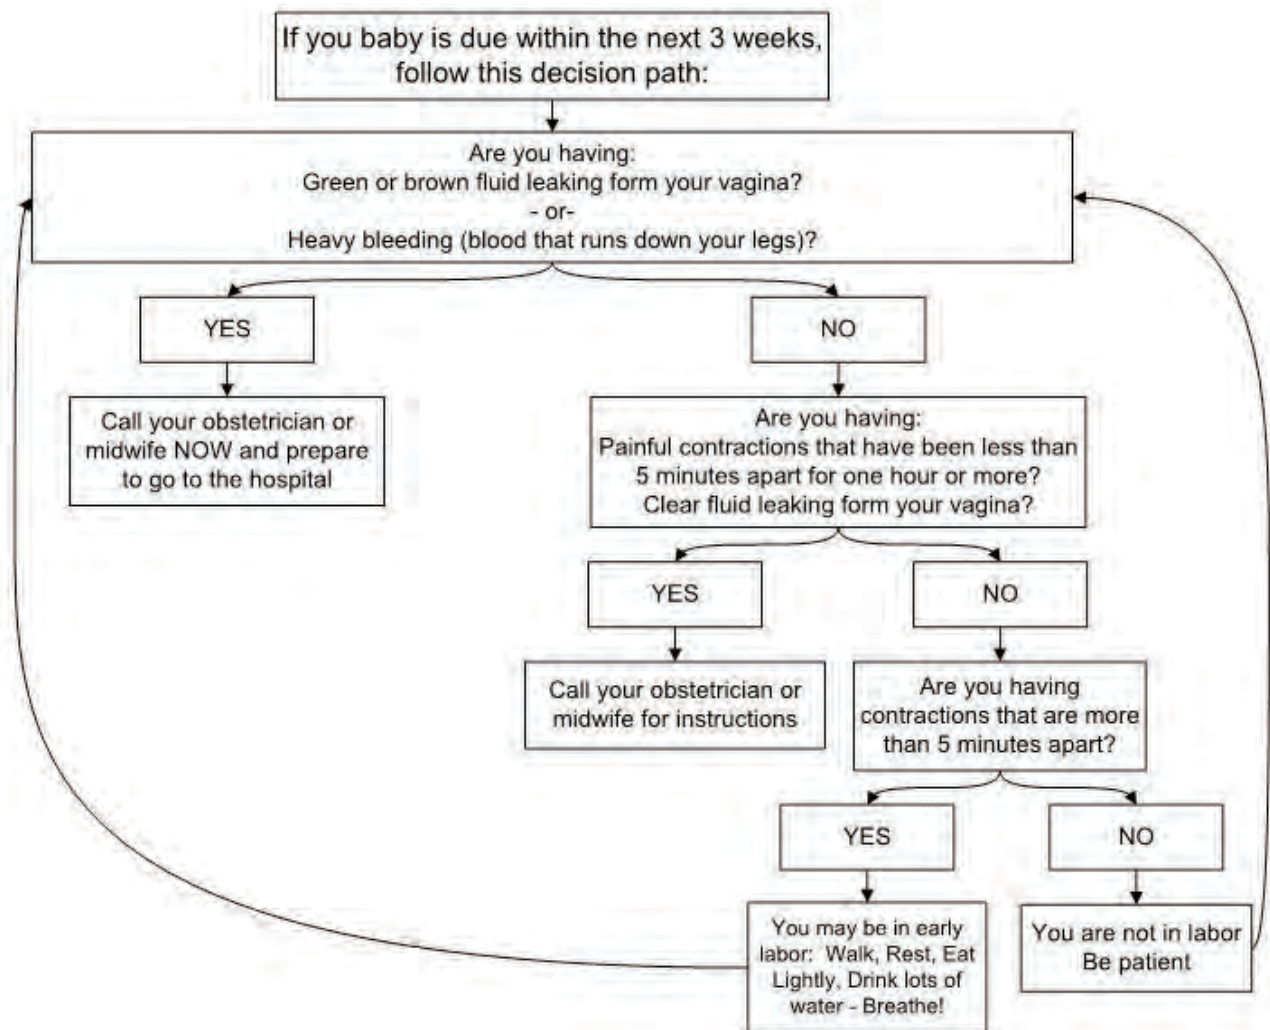 If you baby is due within the next 3 weeks,
follow this decision path:
Are you having:
Green or brown fluid leaking form your vagina?
- or-
Heavy bleeding (blood that runs down your legs)?
YES
NO
Call your obstetrician or
midwife NOW and prepare
to go to the hospital
Are you having:
Painful contractions that have been less than
5 minutes apart for one hour or more?
Clear fluid leaking form your vagina?
YES
NO
Call your obstetrician or
midwife for instructions
Are you having
contractions that are more
than 5 minutes apart?
YES
NO
You may be in early
labor: Walk, Rest, Eat
Lightly, Drink lots of
water - Breathe!
You are not in labor
Be patient